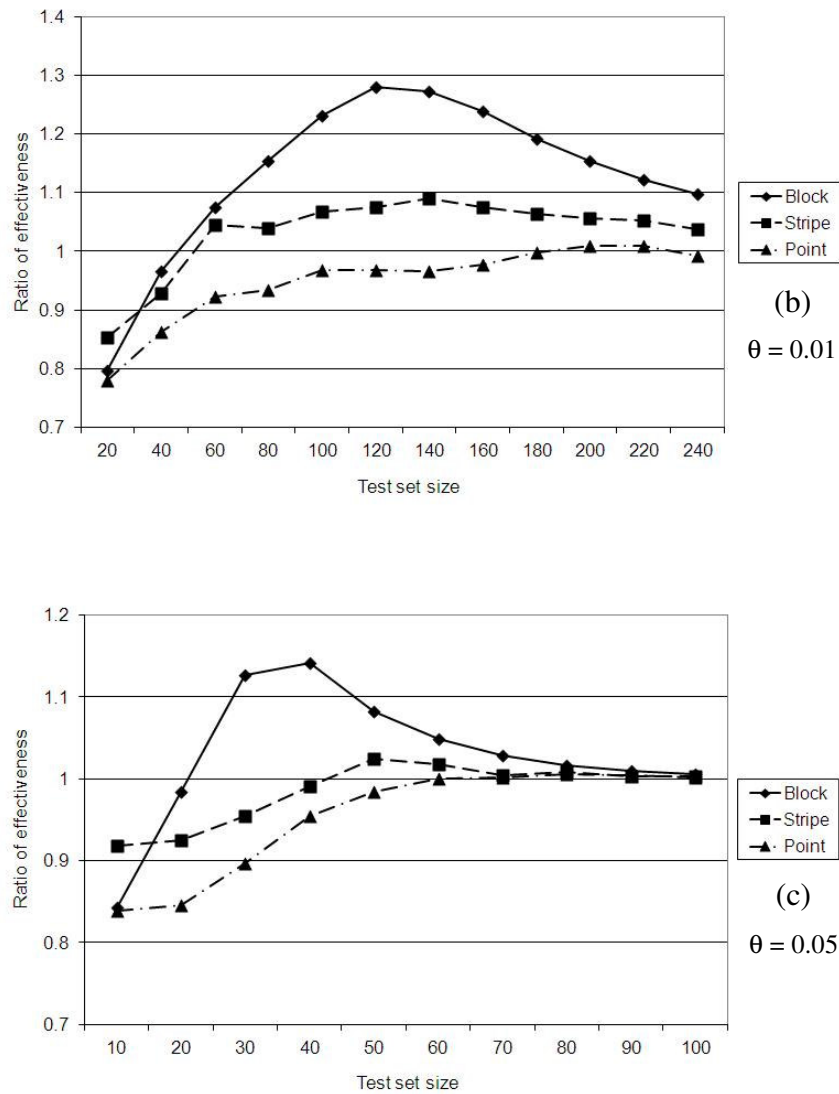 1.4
1.3
1.2
1.1
1
0.9
0.8
0.7
Ratio of effectiveness
20 40 60 80 100 120 140 160 180 200 220 240
Test set size
Block
Stripe
Point
(b)
θ = 0.01
1.2
1.1
1
0.9
0.8
0.7
Ratio of effectiveness
10 20 30 40 50 60 70 80 90 100
Test set size
Block
Stripe
Point
(c)
θ = 0.05